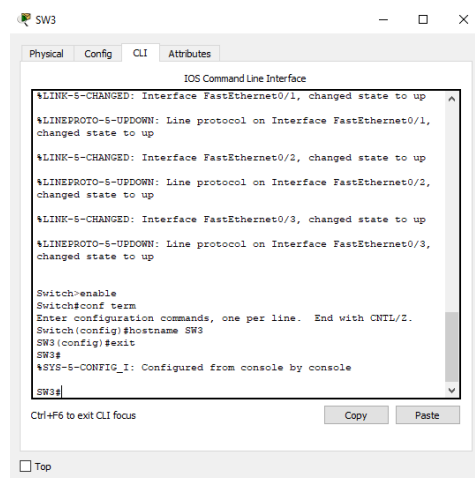 SW3
Physical Config CLI Attributes
IOS Command Line Interface
%LINK-5-CHANGED: Interface FastEthernet0/1, changed state to up
%LINEPROTO-5-UPDOWN: Line protocol on Interface FastEthernet0/1,
changed state to up
%LINK-5-CHANGED: Interface FastEthernet0/2, changed state to up
%LINEPROTO-5-UPDOWN: Line protocol on Interface FastEthernet0/2,
changed state to up
%LINK-5-CHANGED: Interface FastEthernet0/3, changed state to up
%LINEPROTO-5-UPDOWN: Line protocol on Interface FastEthernet0/3,
changed state to up
Switch>enable
Switch#conf term
Enter configuration commands, one per line.  End with CNTL/Z.
Switch(config)#hostname SW3
SW3(config)#exit
SW3#
%SYS-5-CONFIG_I: Configured from console by console
SW3#
Ctrl+F6 to exit CLI focus
Copy Paste
Top